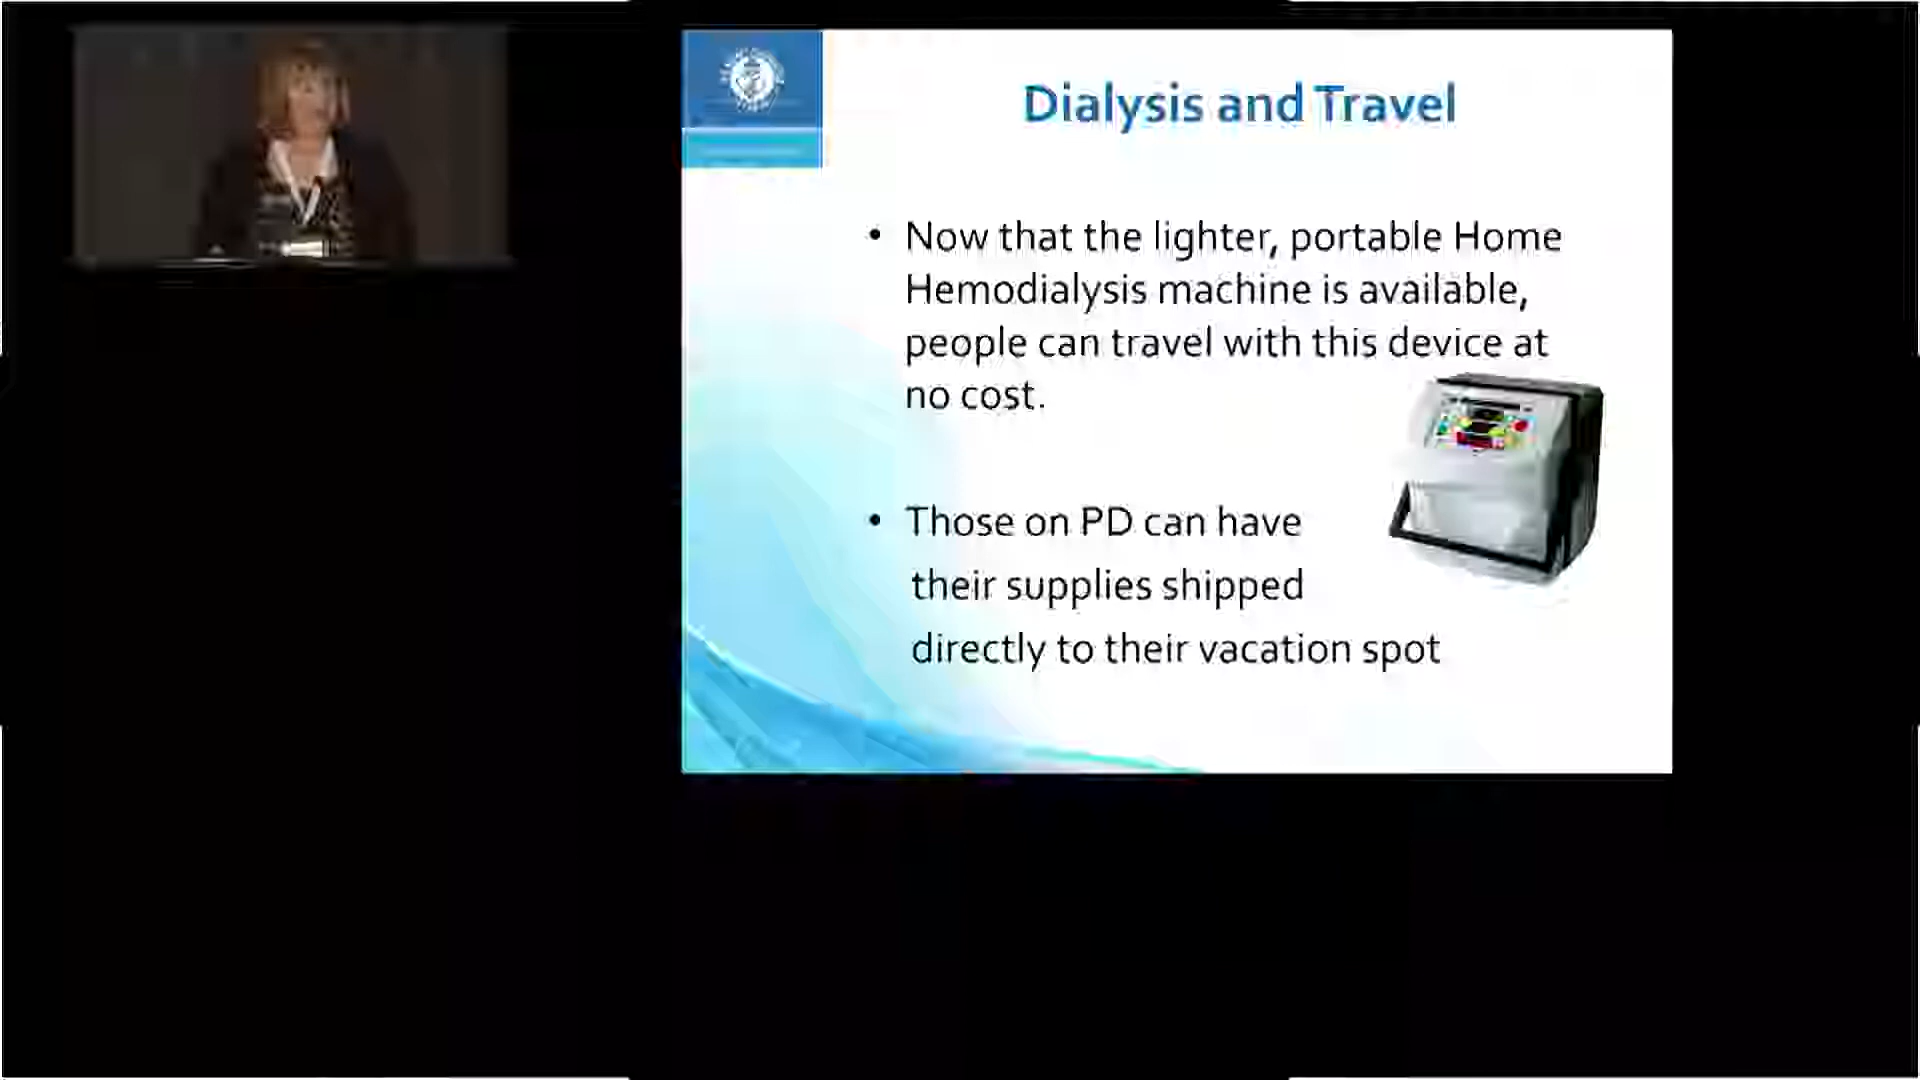 Dialysis and Travel
• Now that the lighter, portable Home
Hemodialysis machine is available,
people can travel with this device at
no cost.
• Those on PD can have
their supplies shipped
directly to their vacation spot